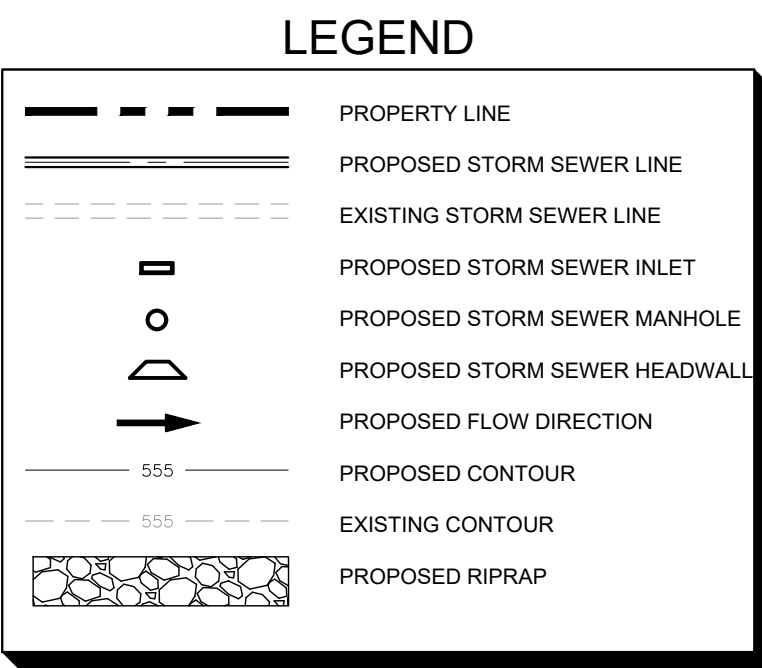 LEGEND
PROPERTY LINE
PROPOSED STORM SEWER LINE
EXISTING STORM SEWER LINE
PROPOSED STORM SEWER INLET
PROPOSED STORM SEWER MANHOLE
PROPOSED STORM SEWER HEADWALL
PROPOSED FLOW DIRECTION
555 PROPOSED CONTOUR
555 EXISTING CONTOUR
PROPOSED RIPRAP